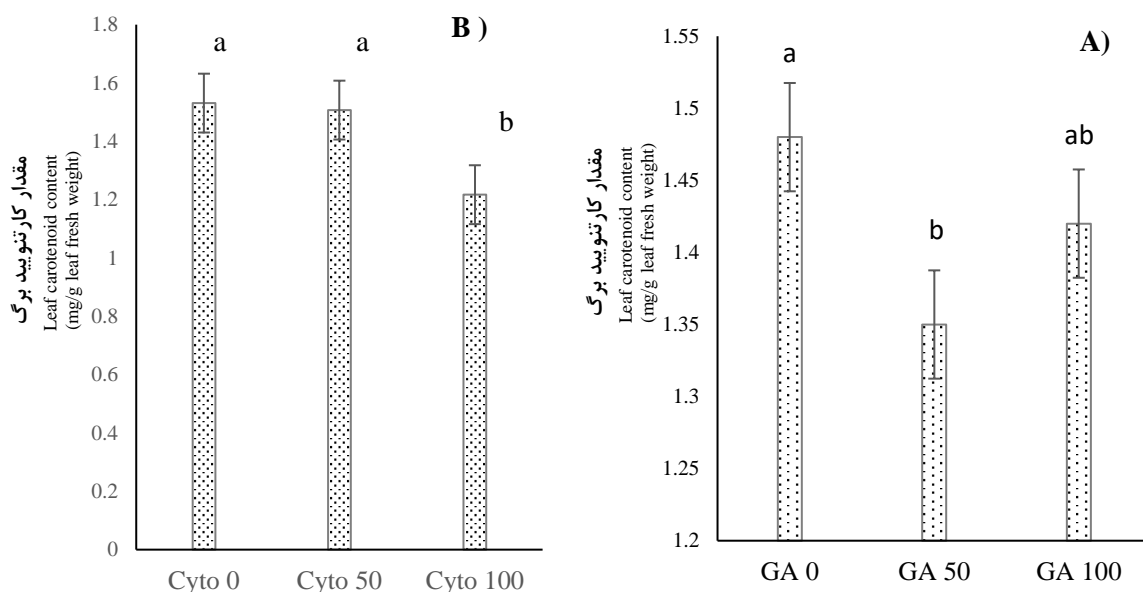 B )
مقدار کارتنویید برگ
Leaf carotenoid content
(mg/g leaf fresh weight)
1.8
1.6
1.4
1.2
1
0.8
0.6
0.4
0.2
0
a
a
b
Cyto 0
Cyto 50
Cyto 100
A)
مقدار کارتنویید برگ
Leaf carotenoid content
(mg/g leaf fresh weight)
1.55
1.5
1.45
1.4
1.35
1.3
1.25
1.2
a
b
ab
GA 0
GA 50
GA 100